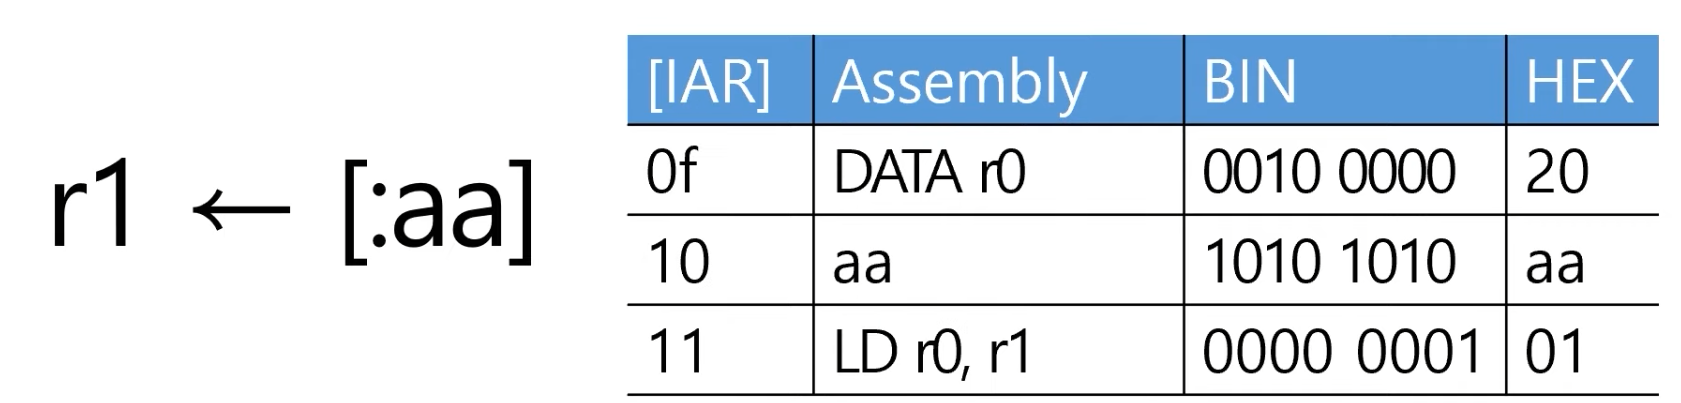 r1 ← [:aa]
[IAR] Assembly BIN HEX
0f DATA r0 0010 0000 20
10 aa 1010 1010 aa
11 LD r0, r1 0000 0001 01